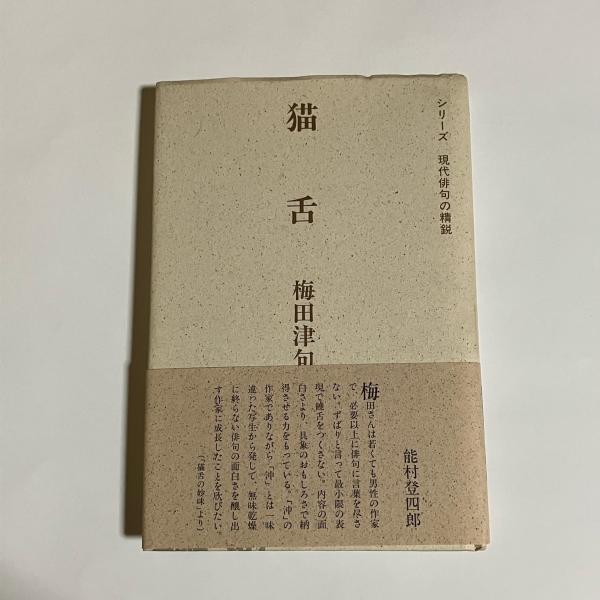 シリーズ 現代俳句の精鋭
猫舌
梅田津
能村登四郎
梅田さんは若くても男性の作家
で、必要以上に俳句に言葉を尽さ
ない。ずばりと言って最小限の表
現で饒舌をつくさない。内容の面
白さより、具象のおもしろさで納
得させる力をもっている。「沖」の
作家でありながら「沖」とは一味
違った写生から発して、無味乾燥
に終らない俳句の面白さを醸し出
す作家に成長したことを欣びたい。
(「猫舌の妙味」より)